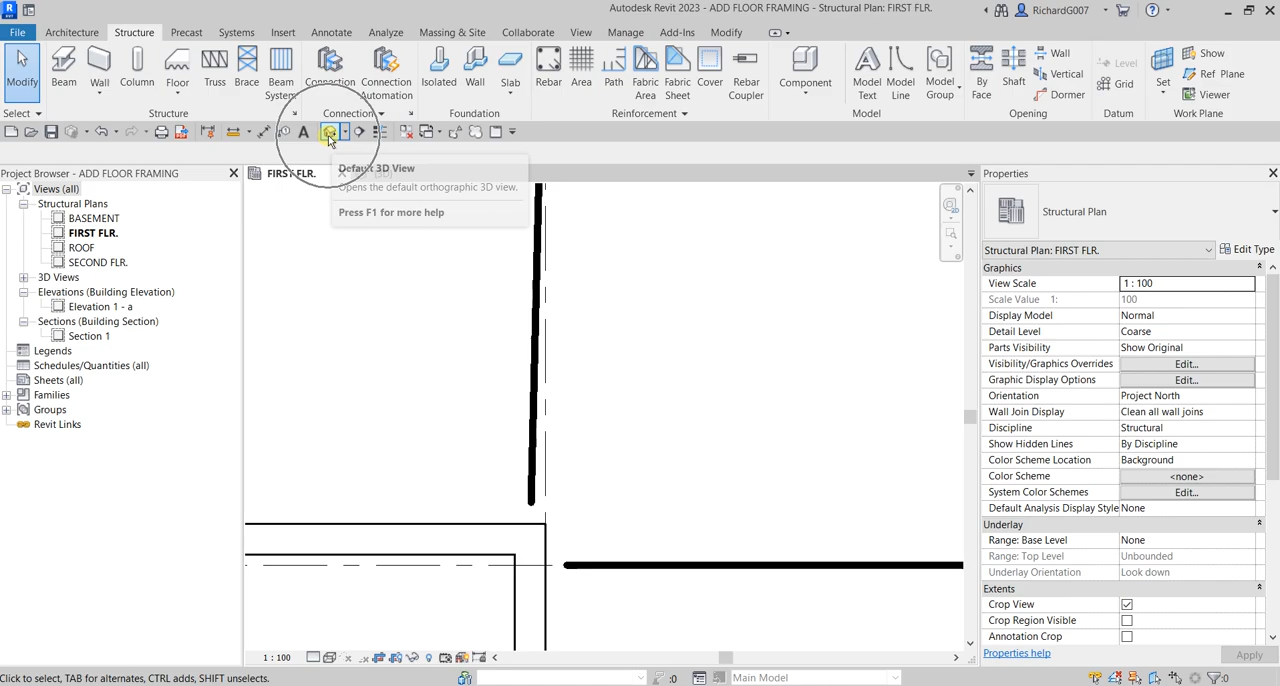 Autodesk Revit 2023 - ADD FLOOR FRAMING - Structural Plan: FIRST FLR.
RichardG007
File Architecture Structure Precast Systems Insert Annotate Analyze Massing & Site Collaborate View Manage Add-Ins Modify
Modify Beam Wall Column Floor Truss Brace Beam System Connection Connection Automation Isolated Wall Slab Rebar Area Path Fabric Area Fabric Sheet Cover Rebar Coupler Component Model Text Model Line Model Group By Face Shaft Wall Vertical Dormer Level Grid Set Show Ref Plane Viewer
Select Structure Connection Foundation Reinforcement Model Opening Datum Work Plane
Project Browser - ADD FLOOR FRAMING
FIRST FLR.
Default 3D View
Opens the default orthographic 3D view.
Press F1 for more help
Views (all)
Structural Plans
BASEMENT
FIRST FLR.
ROOF
SECOND FLR.
3D Views
Elevations (Building Elevation)
Elevation 1 - a
Sections (Building Section)
Section 1
Legends
Schedules/Quantities (all)
Sheets (all)
Families
Groups
Revit Links
Properties
Structural Plan
Structural Plan: FIRST FLR. Edit Type
Graphics
View Scale 1 : 100
Scale Value 1: 100
Display Model Normal
Detail Level Coarse
Parts Visibility Show Original
Visibility/Graphics Overrides Edit...
Graphic Display Options Edit...
Orientation Project North
Wall Join Display Clean all wall joins
Discipline Structural
Show Hidden Lines By Discipline
Color Scheme Location Background
Color Scheme <none>
System Color Schemes Edit...
Default Analysis Display Style None
Underlay
Range: Base Level None
Range: Top Level Unbounded
Underlay Orientation Look down
Extents
Crop View
Crop Region Visible
Annotation Crop
Properties help Apply
1 : 100
Click to select, TAB for alternates, CTRL adds, SHIFT unselects. :0 Main Model :0